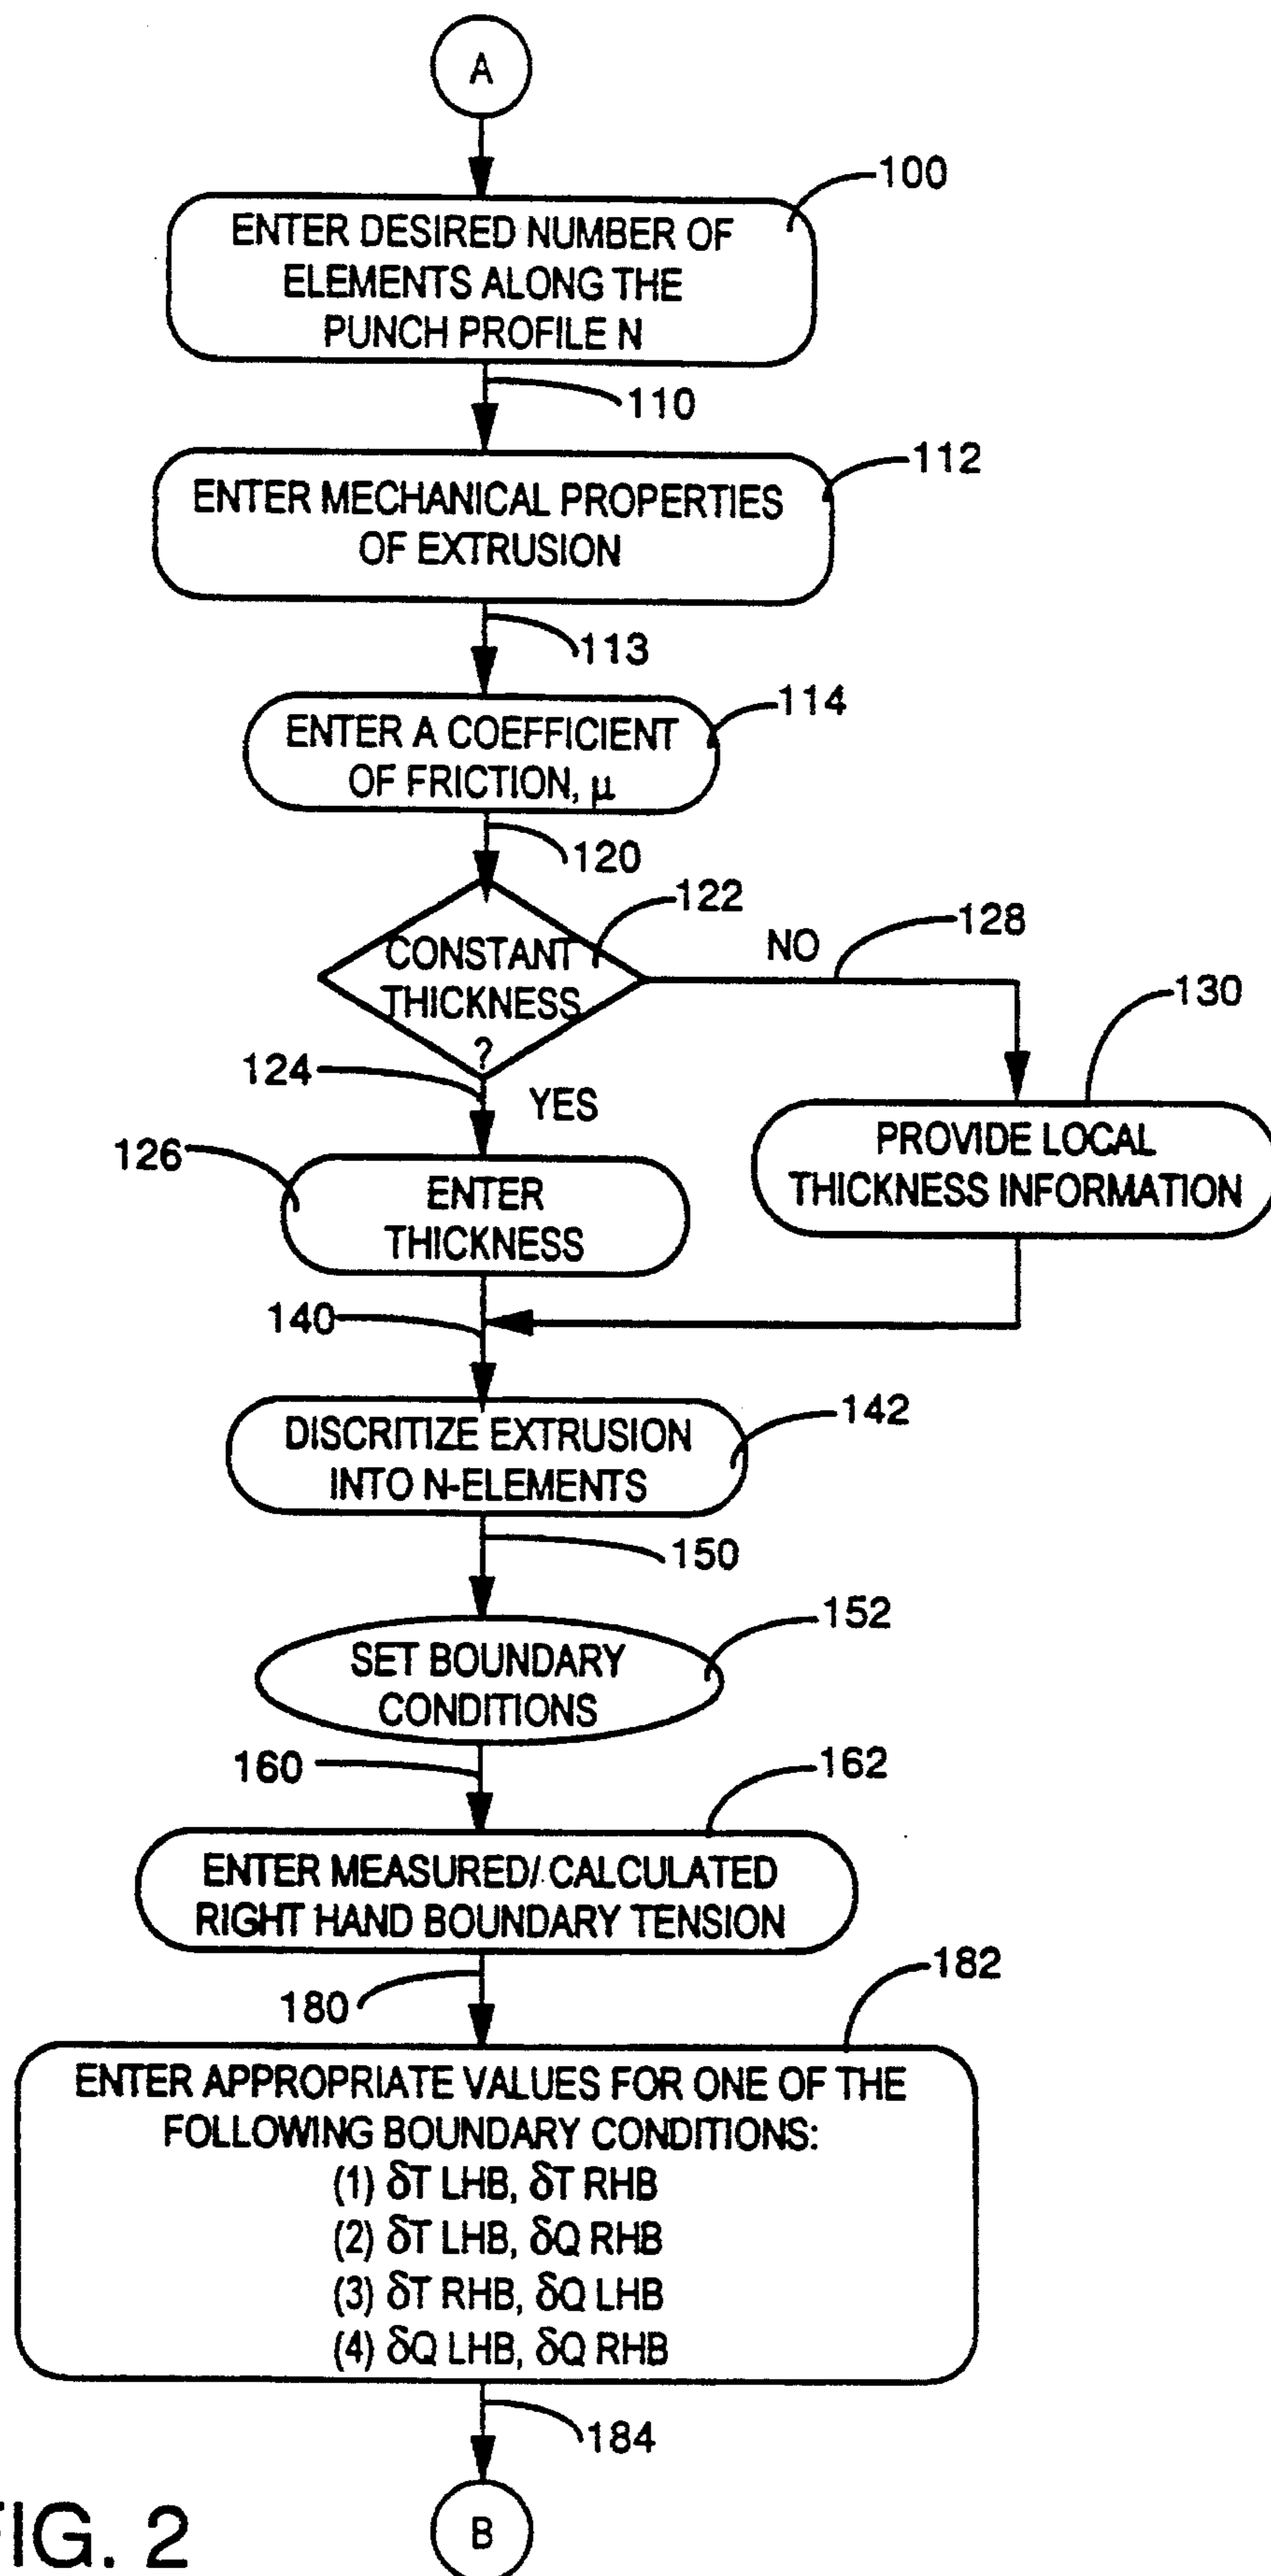 A
100
ENTER DESIRED NUMBER OF
ELEMENTS ALONG THE
PUNCH PROFILE N
110
112
ENTER MECHANICAL PROPERTIES
OF EXTRUSION
113
114
ENTER A COEFFICIENT
OF FRICTION, μ
120
122
CONSTANT
THICKNESS
?
NO
128
130
124
YES
126
ENTER
THICKNESS
PROVIDE LOCAL
THICKNESS INFORMATION
140
142
DISCRITIZE EXTRUSION
INTO N-ELEMENTS
150
152
SET BOUNDARY
CONDITIONS
160
162
ENTER MEASURED/CALCULATED
RIGHT HAND BOUNDARY TENSION
180
182
ENTER APPROPRIATE VALUES FOR ONE OF THE
FOLLOWING BOUNDARY CONDITIONS:
(1) δT LHB, δT RHB
(2) δT LHB, δQ RHB
(3) δT RHB, δQ LHB
(4) δQ LHB, δQ RHB
184
B
FIG. 2